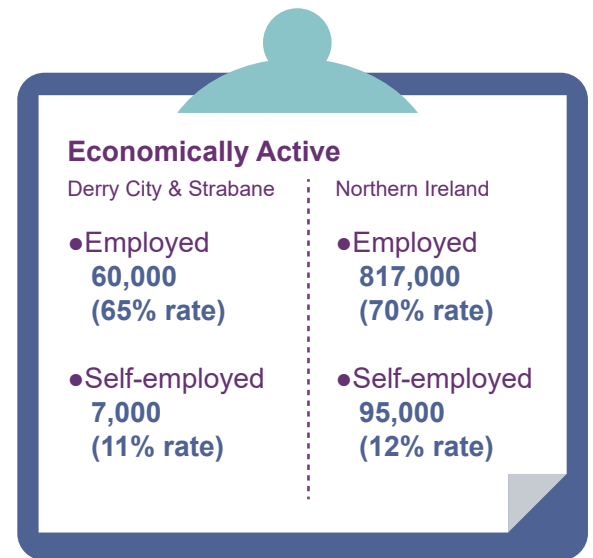 Economically Active
Derry City & Strabane
●Employed
60,000
(65% rate)
●Self-employed
7,000
(11% rate)
Northern Ireland
●Employed
817,000
(70% rate)
●Self-employed
95,000
(12% rate)